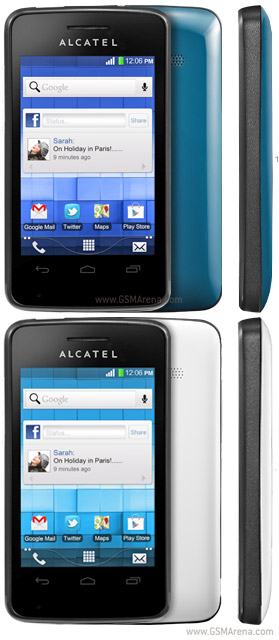 ALCATEL
12:06 PM
Google
Status... Share
Sarah:
On Holiday in Paris!......
9 minutes ago
Google Mail Twitter Maps Play Store
www.GSMArena.com
ALCATEL
12:06 PM
Google
Status... Share
Sarah:
On Holiday in Paris!......
9 minutes ago
Google Mail Twitter Maps Play Store
www.GSMArena.com